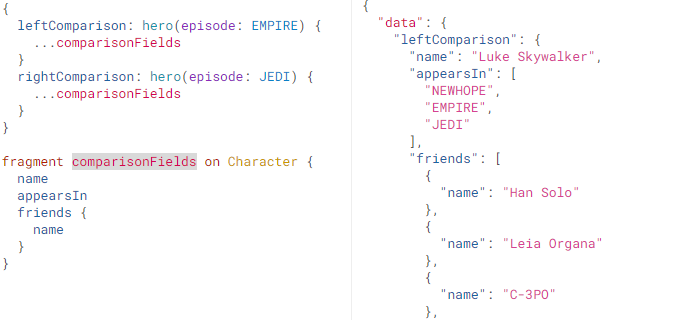 {
  leftComparison: hero(episode: EMPIRE) {
    ...comparisonFields
  }
  rightComparison: hero(episode: JEDI) {
    ...comparisonFields
  }
}
fragment comparisonFields on Character {
  name
  appearsIn
  friends {
    name
  }
}
{
  "data": {
    "leftComparison": {
      "name": "Luke Skywalker",
      "appearsIn": [
        "NEWHOPE",
        "EMPIRE",
        "JEDI"
      ],
      "friends": [
        {
          "name": "Han Solo"
        },
        {
          "name": "Leia Organa"
        },
        {
          "name": "C-3PO"
        },